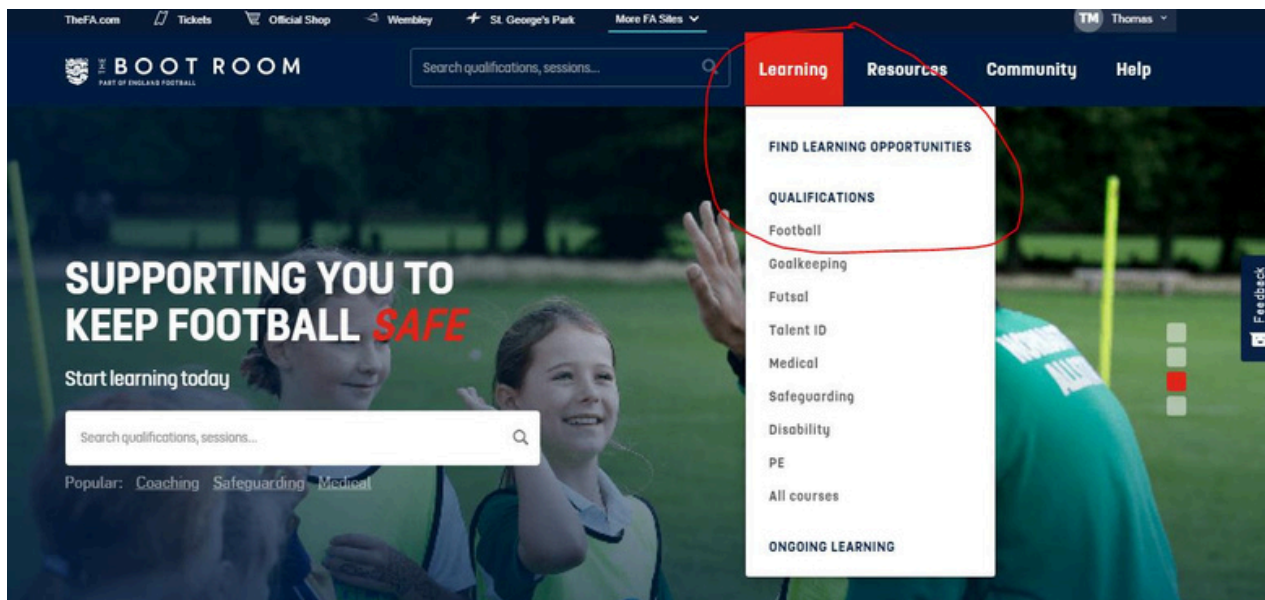 TheFA.com Tickets Official Shop Wembley St. George's Park More FA Sites TM Thomas
THE BOOT ROOM
PART OF ENGLAND FOOTBALL
Search qualifications, sessions...
Learning Resources Community Help
FIND LEARNING OPPORTUNITIES
QUALIFICATIONS
Football
Goalkeeping
Futsal
Talent ID
Medical
Safeguarding
Disability
PE
All courses
ONGOING LEARNING
SUPPORTING YOU TO
KEEP FOOTBALL SAFE
Start learning today
Search qualifications, sessions...
Popular: Coaching Safeguarding Medical
Feedback